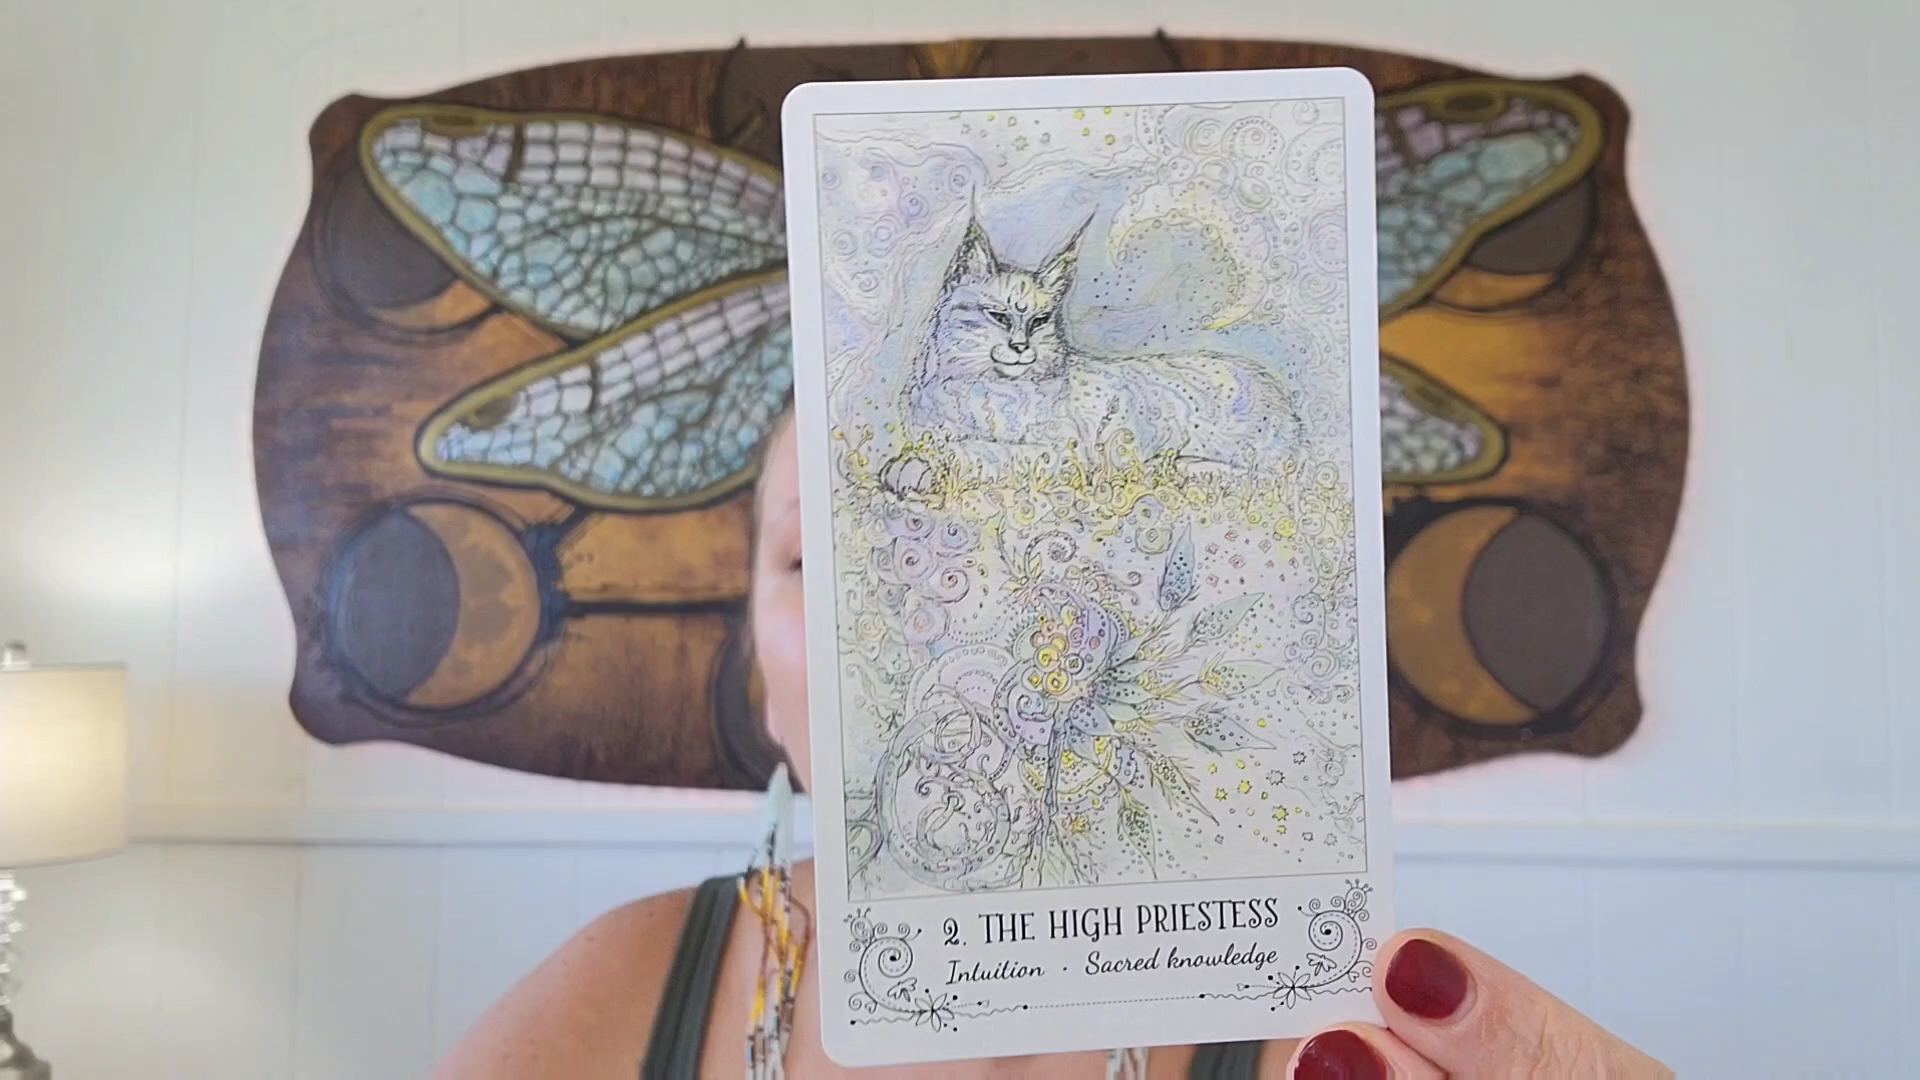 2. THE HIGH PRIESTESS
Intuition · Sacred knowledge